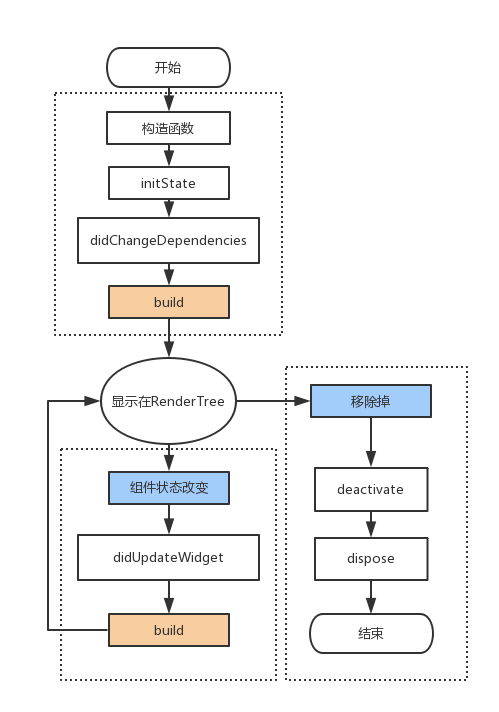 开始
构造函数
initState
didChangeDependencies
build
显示在RenderTree
移除掉
组件状态改变
deactivate
didUpdateWidget
dispose
build
结束